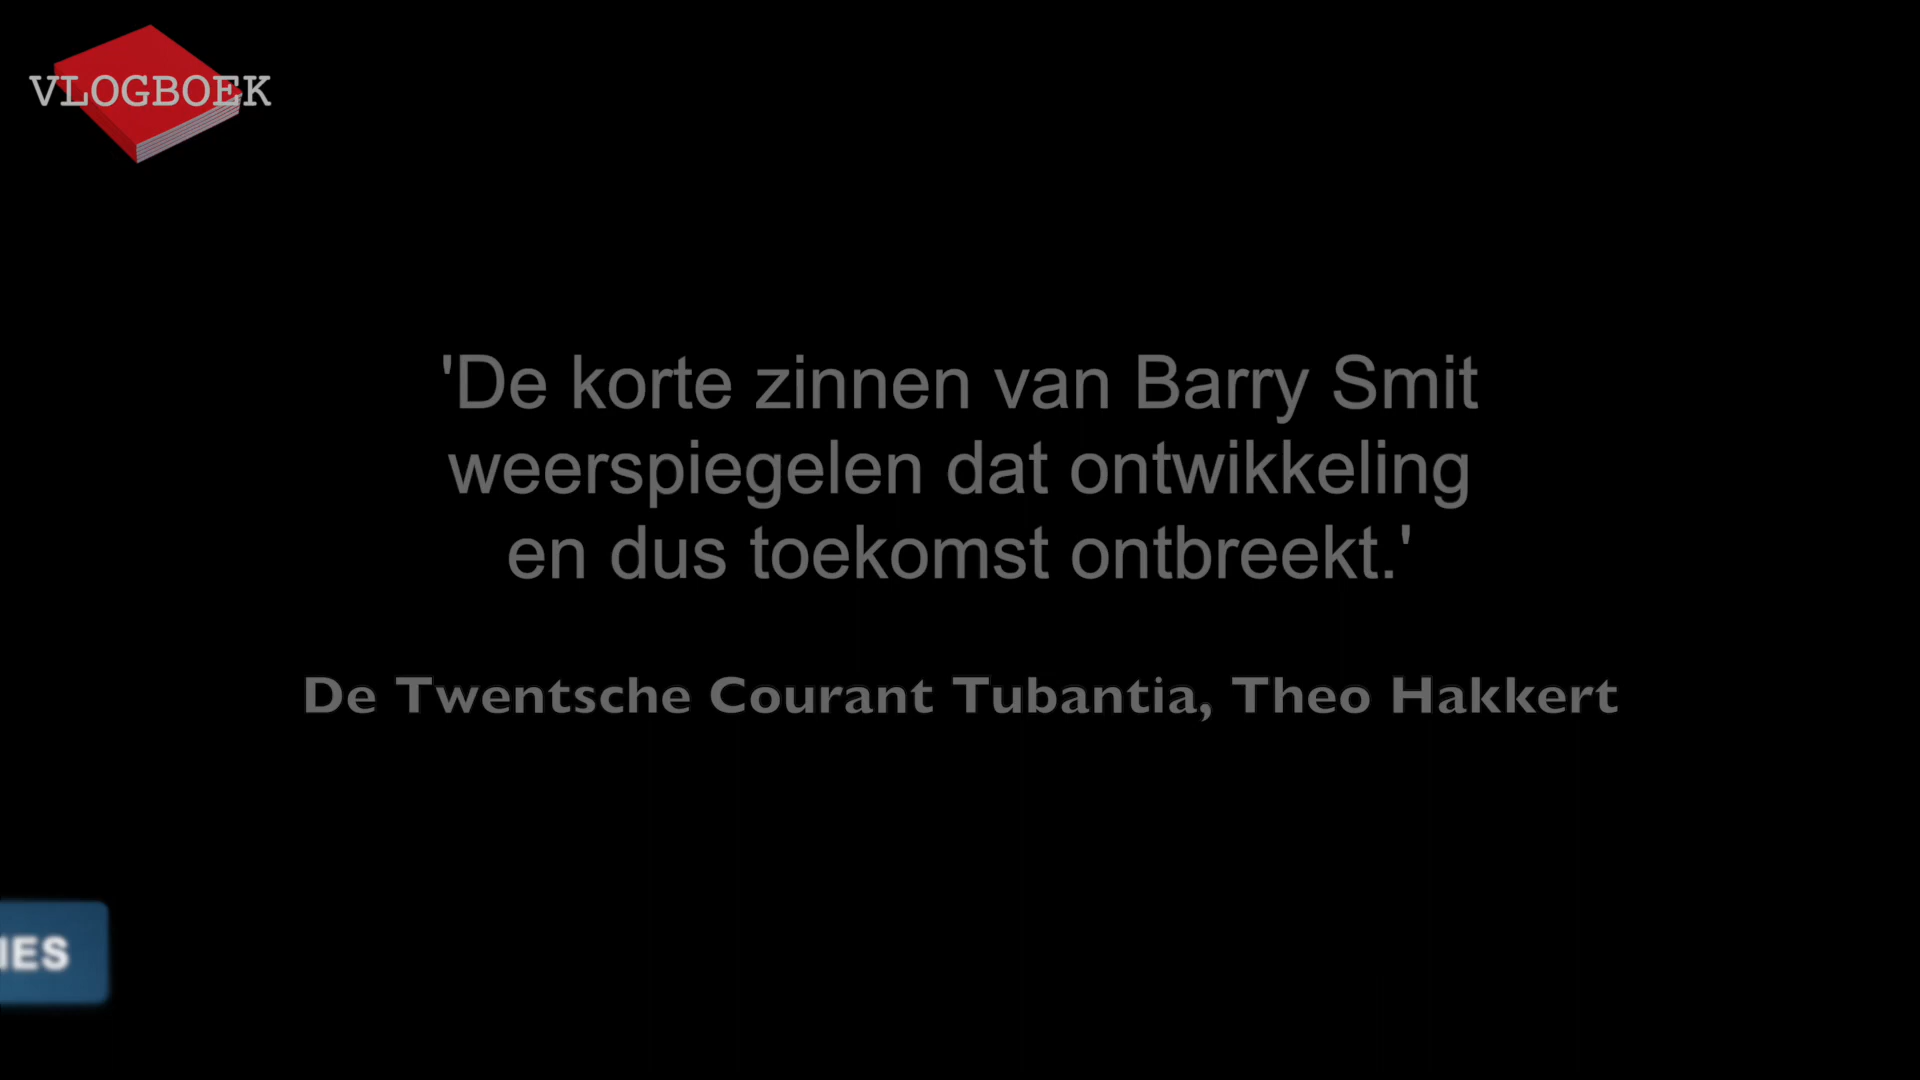 VLOGBOEK
'De korte zinnen van Barry Smit
weerspiegelen dat ontwikkeling
en dus toekomst ontbreekt.'
De Twentsche Courant Tubantia, Theo Hakkert